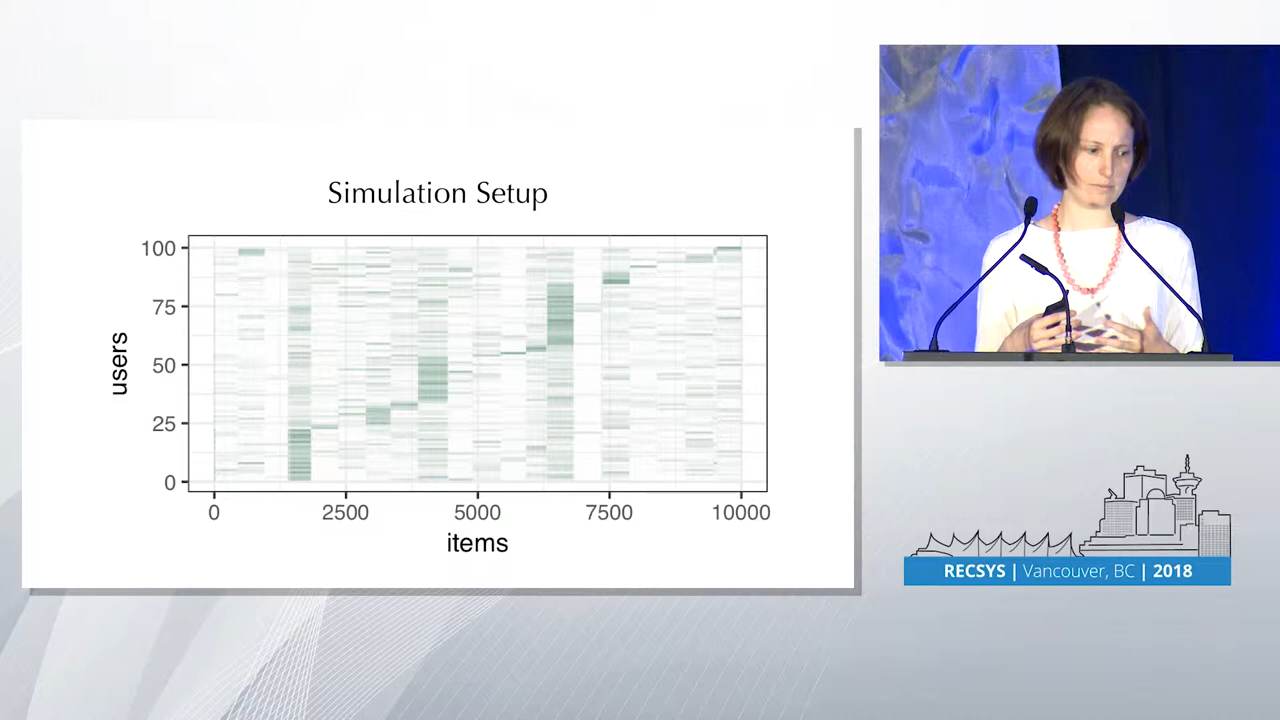 Simulation Setup
100
75
50
25
0
users
0 2500 5000 7500 10000
items
RECSYS | Vancouver, BC | 2018